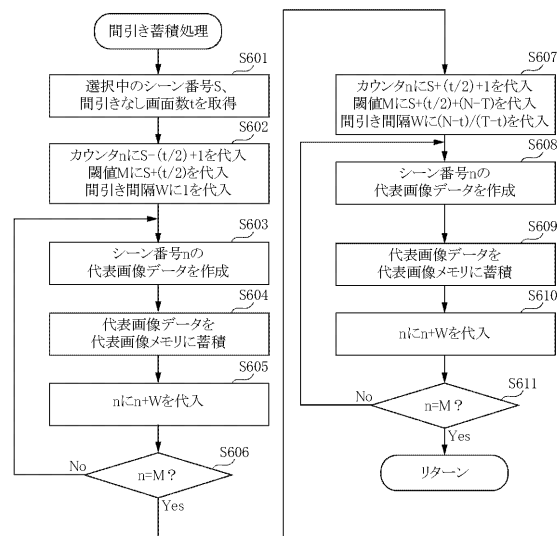 間引き蓄積処理
S601
選択中のシーン番号S、
間引きなし画面数tを取得
S602
カウンタnにS-(t/2)+1を代入
閾値MにS+(t/2)を代入
間引き間隔Wに1を代入
S603
シーン番号nの
代表画像データを作成
S604
代表画像データを
代表画像メモリに蓄積
S605
nにn+Wを代入
S606
No
n=M?
Yes
S607
カウンタnにS+(t/2)+1を代入
閾値MにS+(t/2)+(N-T)を代入
間引き間隔Wに(N-t)/(T-t)を代入
S608
シーン番号nの
代表画像データを作成
S609
代表画像データを
代表画像メモリに蓄積
S610
nにn+Wを代入
S611
No
n=M?
Yes
リターン